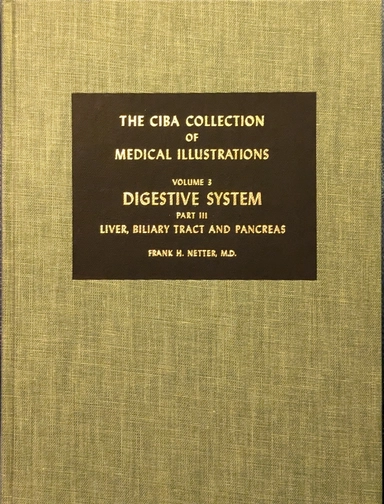 THE CIBA COLLECTION
OF
MEDICAL ILLUSTRATIONS
VOLUME 3
DIGESTIVE SYSTEM
PART III
LIVER, BILIARY TRACT AND PANCREAS
FRANK H. NETTER, M.D.